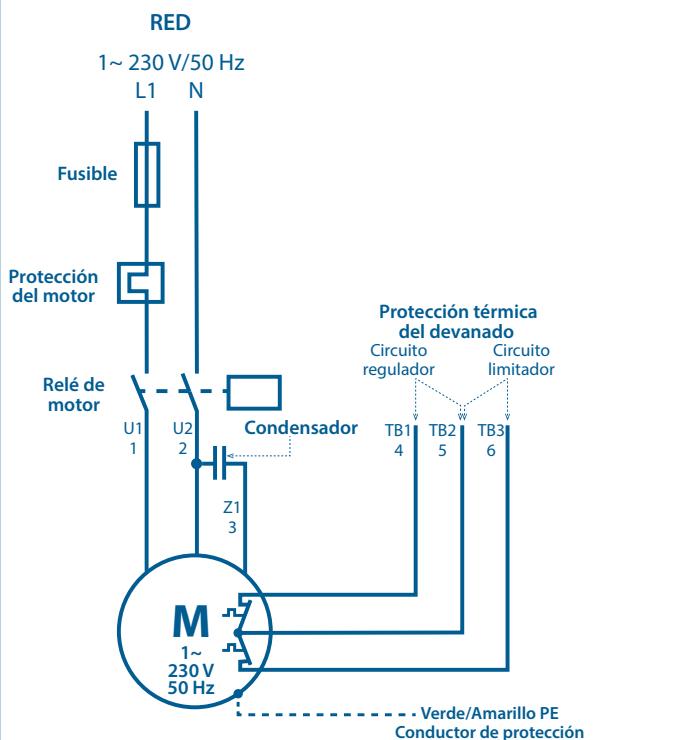 RED
1~ 230 V/50 Hz
L1 N
Fusible
Protección
del motor
Protección térmica
del devanado
Circuito
regulador
Circuito
limitador
Relé de
motor
U1
1
U2
2
Condensador
TB1
4
TB2
5
TB3
6
Z1
3
M
1~
230 V
50 Hz
Verde/Amarillo PE
Conductor de protección